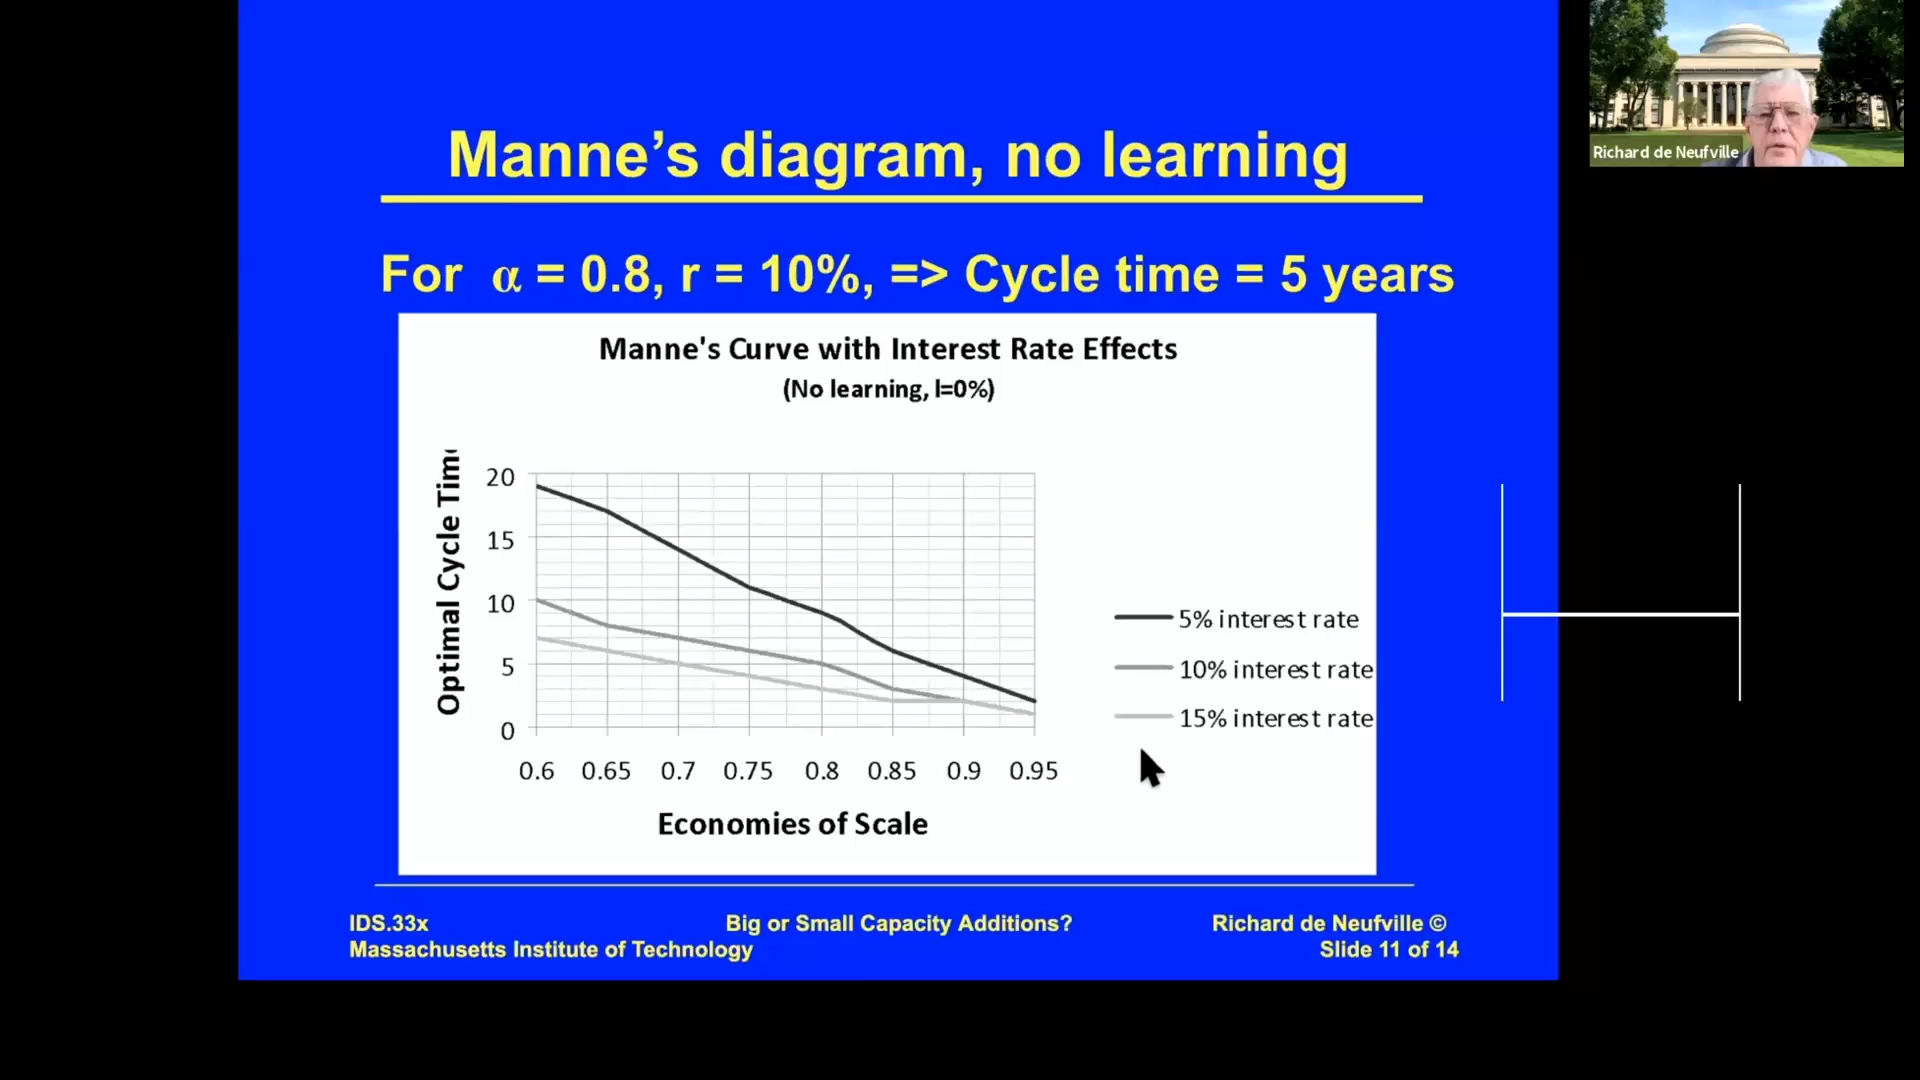 Manne's diagram, no learning
Richard de Neufville
For α = 0.8, r = 10%, => Cycle time = 5 years
Manne's Curve with Interest Rate Effects
(No learning, l=0%)
Optimal Cycle Time
20
15
10
5
0
0.6 0.65 0.7 0.75 0.8 0.85 0.9 0.95
Economies of Scale
5% interest rate
10% interest rate
15% interest rate
IDS.33x Big or Small Capacity Additions? Richard de Neufville ©
Massachusetts Institute of Technology Slide 11 of 14